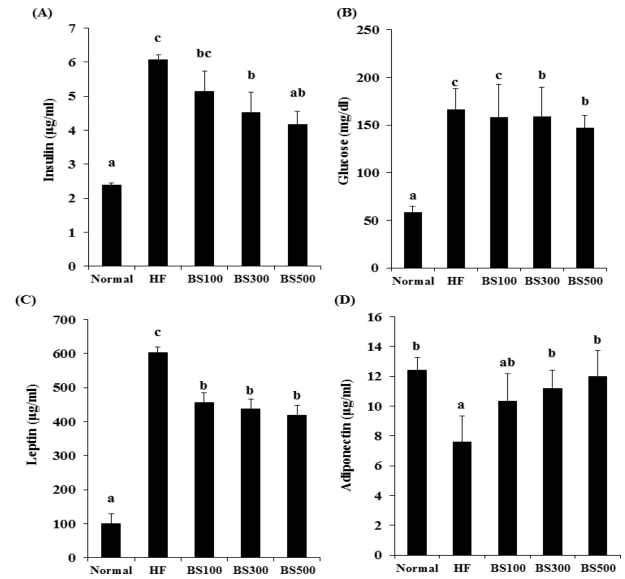 (A)
Insulin (µg/ml)
7
6
5
4
3
2
1
0
a
c
bc
b
ab
Normal HF BS100 BS300 BS500
(B)
Glucose (mg/dl)
250
200
150
100
50
0
a
c
c
b
b
Normal HF BS100 BS300 BS500
(C)
Leptin (µg/ml)
700
600
500
400
300
200
100
0
a
c
b
b
b
Normal HF BS100 BS300 BS500
(D)
Adiponectin (µg/ml)
16
14
12
10
8
6
4
2
0
b
a
ab
b
b
Normal HF BS100 BS300 BS500